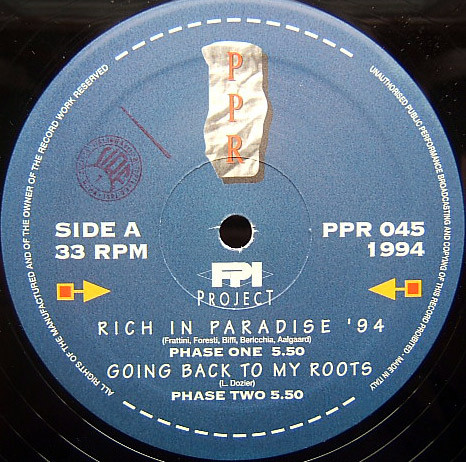 ALL RIGHTS OF THE MANUFACTURED AND OF THE OWNER OF THE RECORD WORK RESERVED
UNAUTHORISED PUBLIC PERFORMANCE BROADCASTING AND COPYING OF THIS RECORD PROIBITED - MADE IN ITALY
PPR
SIDE A
33 RPM
PPR 045
1994
FPI
PROJECT
RICH IN PARADISE '94
(Frattini, Foresti, Biffi, Bericchia, Aalgaard)
PHASE ONE 5.50
GOING BACK TO MY ROOTS
(L. Dozier)
PHASE TWO 5.50